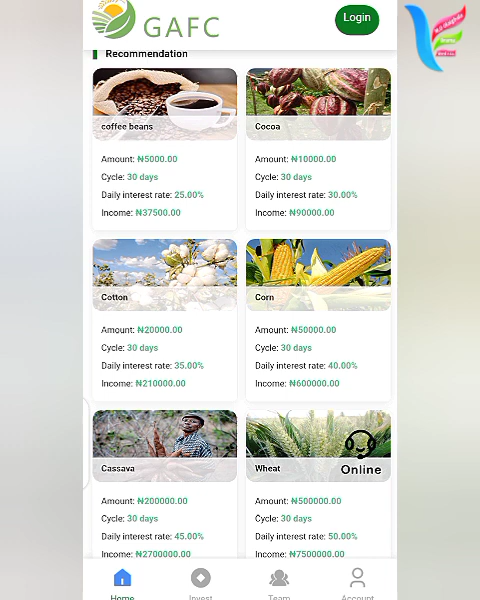 GAFC
Login
Recommendation
coffee beans
Amount: ₦5000.00
Cycle: 30 days
Daily interest rate: 25.00%
Income: ₦37500.00
Cocoa
Amount: ₦10000.00
Cycle: 30 days
Daily interest rate: 30.00%
Income: ₦90000.00
Cotton
Amount: ₦20000.00
Cycle: 30 days
Daily interest rate: 35.00%
Income: ₦210000.00
Corn
Amount: ₦50000.00
Cycle: 30 days
Daily interest rate: 40.00%
Income: ₦600000.00
Cassava
Amount: ₦200000.00
Cycle: 30 days
Daily interest rate: 45.00%
Income: ₦2700000.00
Wheat
Online
Amount: ₦500000.00
Cycle: 30 days
Daily interest rate: 50.00%
Income: ₦7500000.00
Home
Invest
Team
Account